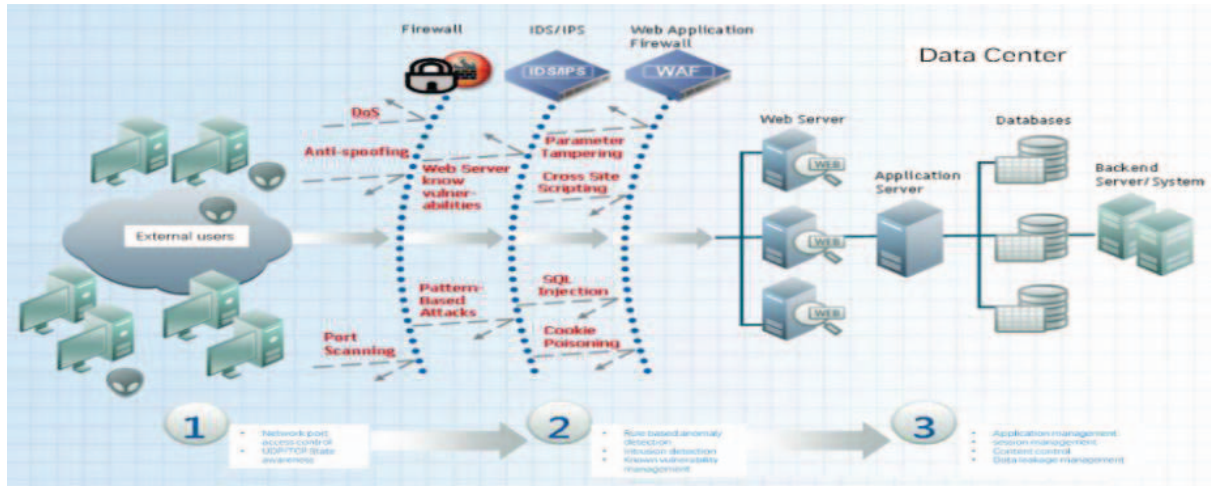 Firewall
IDS/IPS
Web Application
Firewall
Data Center
IDS/IPS
WAF
DoS
Anti-spoofing
Web Server
know
vulner-
abilities
Parameter
Tampering
Cross Site
Scripting
External users
Web Server
WEB
WEB
WEB
Application
Server
Databases
Backend
Server/System
Pattern-
Based
Attacks
SQL
Injection
Port
Scanning
Cookie
Poisoning
1
• Network port
access control
• UDP/TCP State
awareness
2
• Rule based anomaly
detection
• Intrusion detection
• Known vulnerability
management
3
• Application management
• session management
• Content control
• Data leakage management